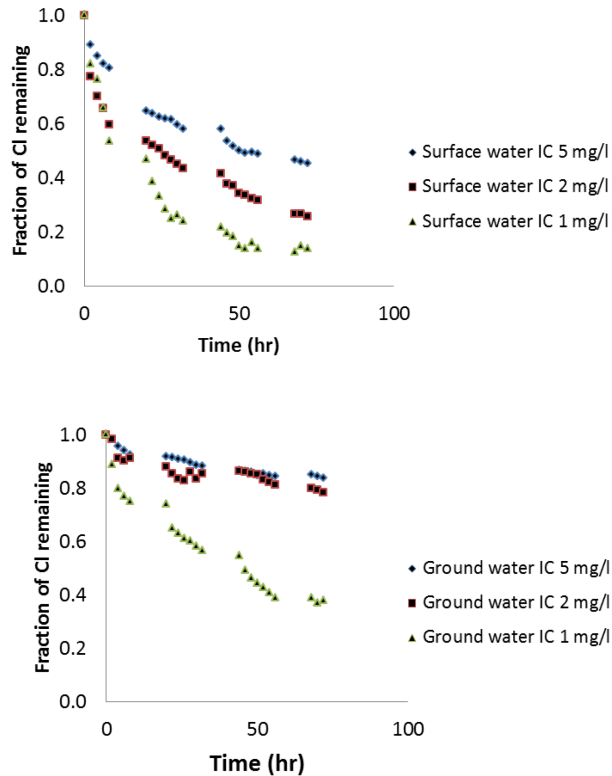 Fraction of Cl remaining
1.0
0.8
0.6
0.4
0.2
0.0
0
50
100
Time (hr)
Surface water IC 5 mg/l
Surface water IC 2 mg/l
Surface water IC 1 mg/l
Fraction of Cl remaining
1.0
0.8
0.6
0.4
0.2
0.0
0
50
100
Time (hr)
Ground water IC 5 mg/l
Ground water IC 2 mg/l
Ground water IC 1 mg/l